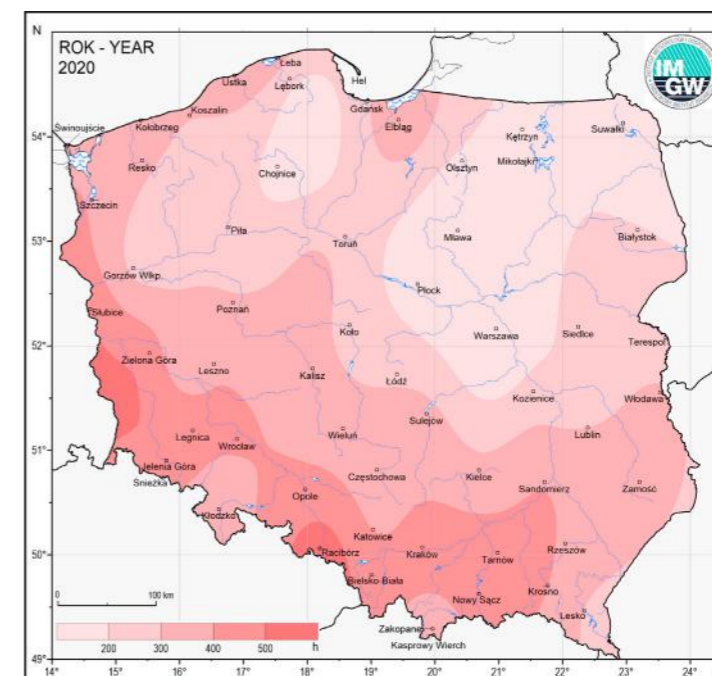 N
ROK - YEAR
2020
IM
GW
Łeba
Ustka
Lębork
Hel
Koszalin
Gdańsk
Świnoujście
Kołobrzeg
Elbląg
Suwałki
Kętrzyn
54°
Resko
Chojnice
Olsztyn
Mikołajki
Szczecin
Piła
Toruń
Mława
Białystok
53°
Gorzów Wlkp.
Płock
Słubice
Poznań
Koło
Warszawa
Siedlce
Terespol
52°
Zielona Góra
Leszno
Kalisz
Łódź
Kozienice
Włodawa
Sulejów
51°
Legnica
Wrocław
Wieluń
Lublin
Jelenia Góra
Śnieżka
Częstochowa
Kielce
Opole
Sandomierz
Zamość
Kłodzko
Katowice
50°
Racibórz
Kraków
Tarnów
Rzeszów
Bielsko-Biała
Nowy Sącz
Krosno
0 100 km
Lesko
Zakopane
Kasprowy Wierch
200 300 400 500 h
49°
14° 15° 16° 17° 18° 19° 20° 21° 22° 23° 24°